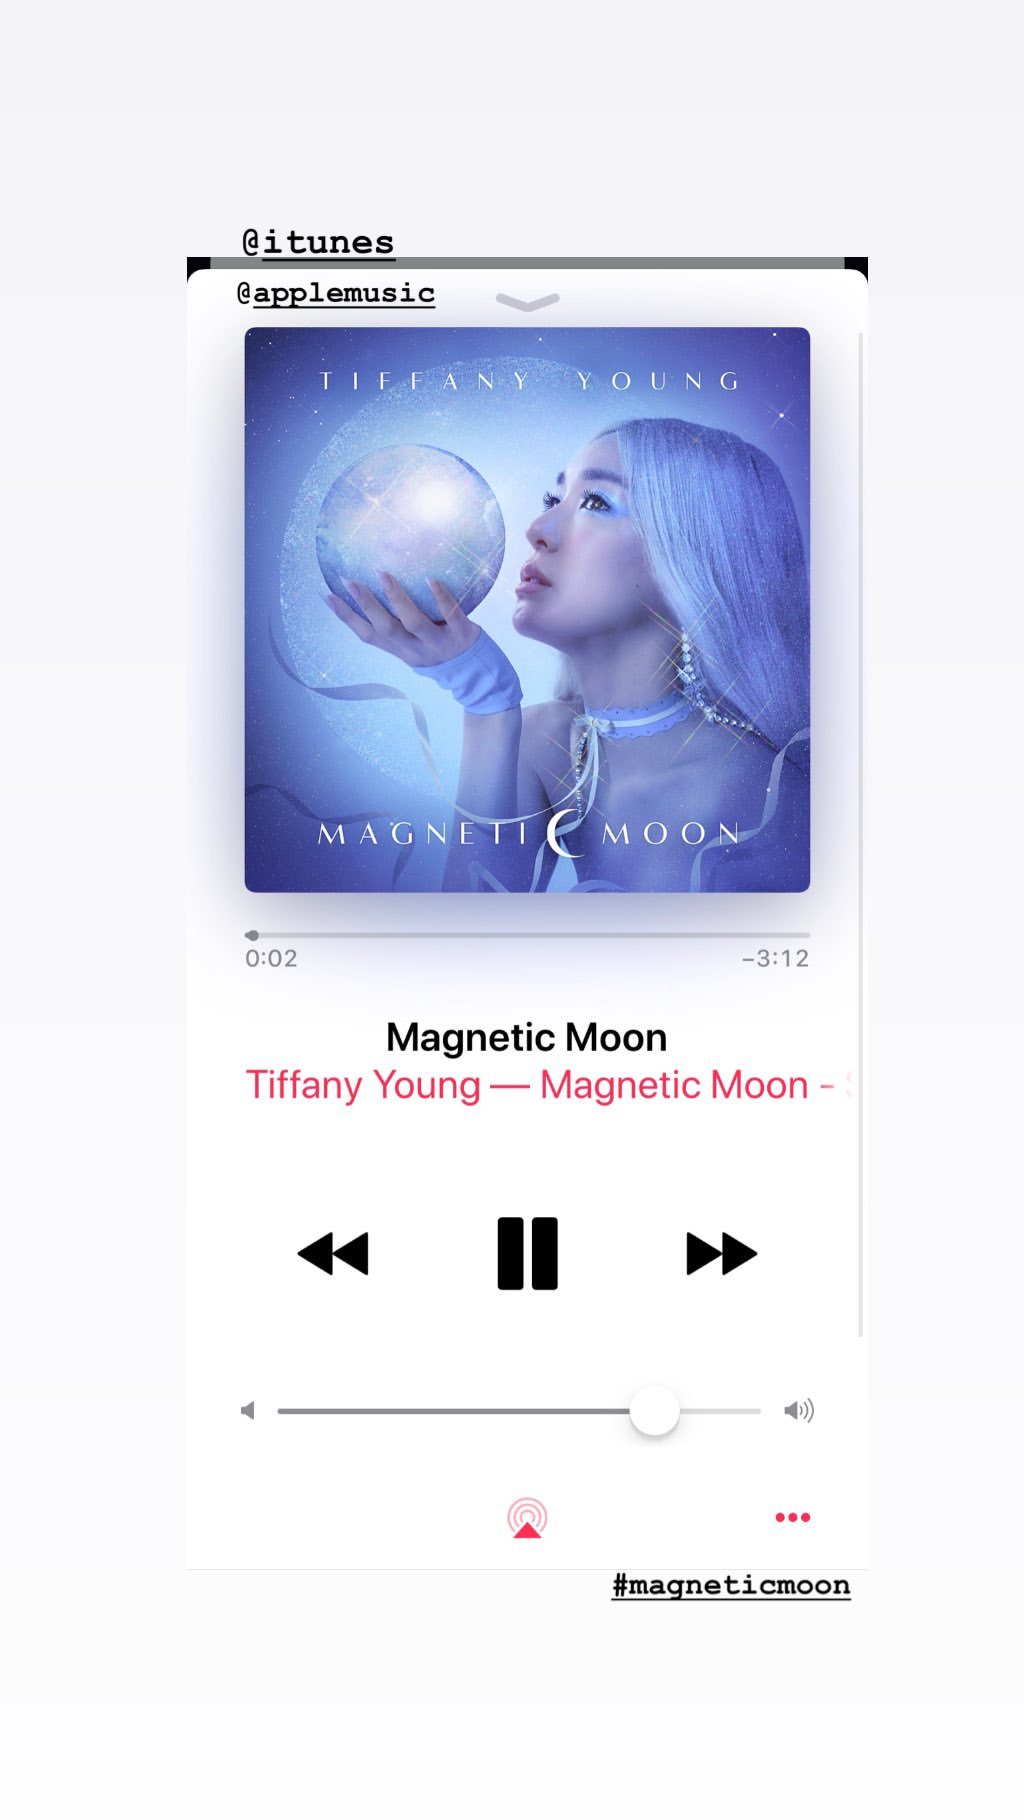 @itunes
@applemusic
TIFFANY YOUNG
MAGNETIC MOON
0:02
-3:12
Magnetic Moon
Tiffany Young — Magnetic Moon -
#magneticmoon